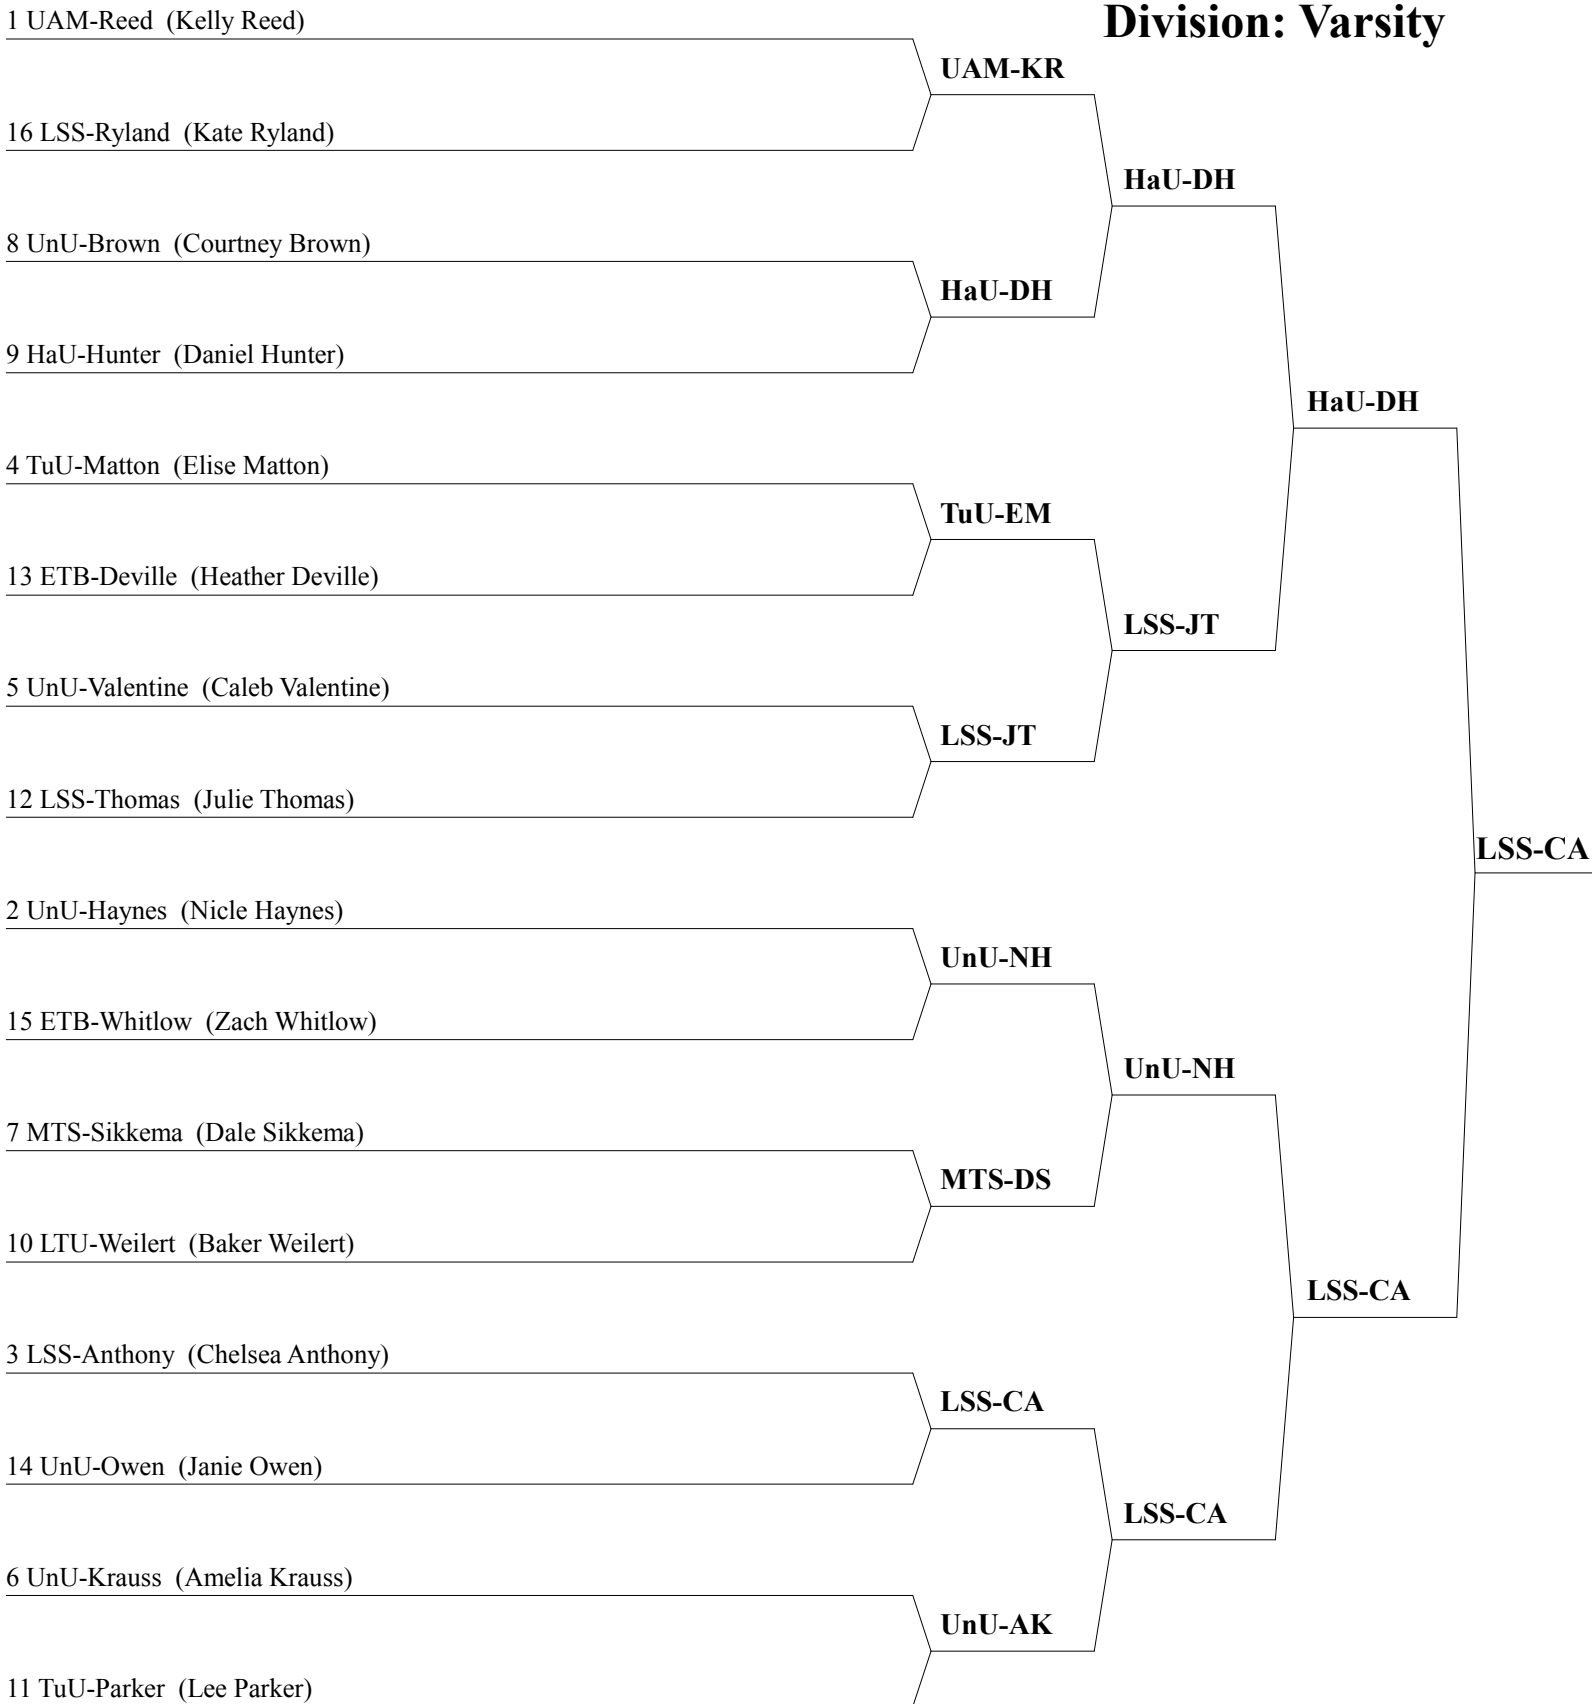 Division: Varsity
1 UAM-Reed (Kelly Reed)
UAM-KR
16 LSS-Ryland (Kate Ryland)
HaU-DH
8 UnU-Brown (Courtney Brown)
HaU-DH
9 HaU-Hunter (Daniel Hunter)
HaU-DH
4 TuU-Matton (Elise Matton)
TuU-EM
13 ETB-Deville (Heather Deville)
LSS-JT
5 UnU-Valentine (Caleb Valentine)
LSS-JT
12 LSS-Thomas (Julie Thomas)
LSS-CA
2 UnU-Haynes (Nicle Haynes)
UnU-NH
15 ETB-Whitlow (Zach Whitlow)
UnU-NH
7 MTS-Sikkema (Dale Sikkema)
MTS-DS
10 LTU-Weilert (Baker Weilert)
LSS-CA
3 LSS-Anthony (Chelsea Anthony)
LSS-CA
14 UnU-Owen (Janie Owen)
LSS-CA
6 UnU-Krauss (Amelia Krauss)
UnU-AK
11 TuU-Parker (Lee Parker)